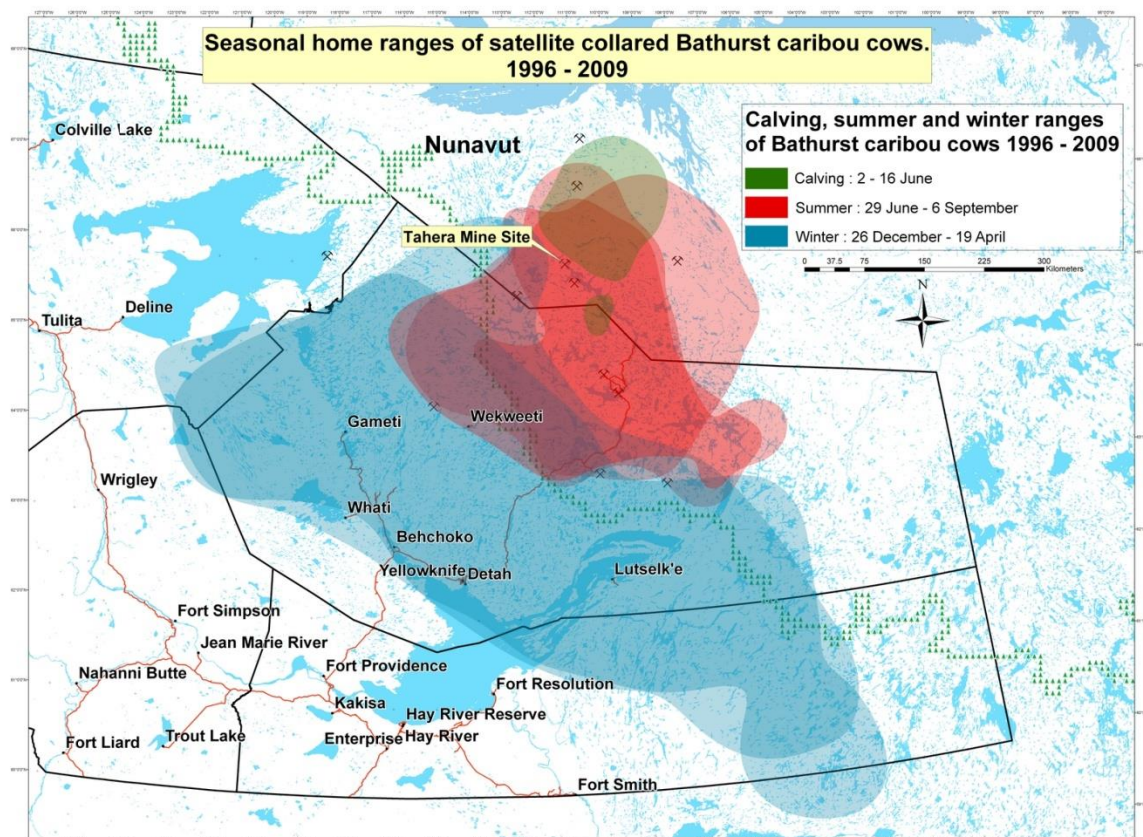 Seasonal home ranges of satellite collared Bathurst caribou cows.
1996 - 2009
Colville Lake
Nunavut
Calving, summer and winter ranges
of Bathurst caribou cows 1996 - 2009
Calving : 2 - 16 June
Summer : 29 June - 6 September
Winter : 26 December - 19 April
0 37.5 75 150 225 300
Kilometers
N
Tahera Mine Site
Deline
Tulita
Gameti
Wekweeti
Wrigley
Whati
Behchoko
Yellowknife
Detah
Lutselk'e
Fort Simpson
Jean Marie River
Nahanni Butte
Fort Providence
Fort Resolution
Kakisa
Hay River Reserve
Fort Liard
Trout Lake
Enterprise
Hay River
Fort Smith